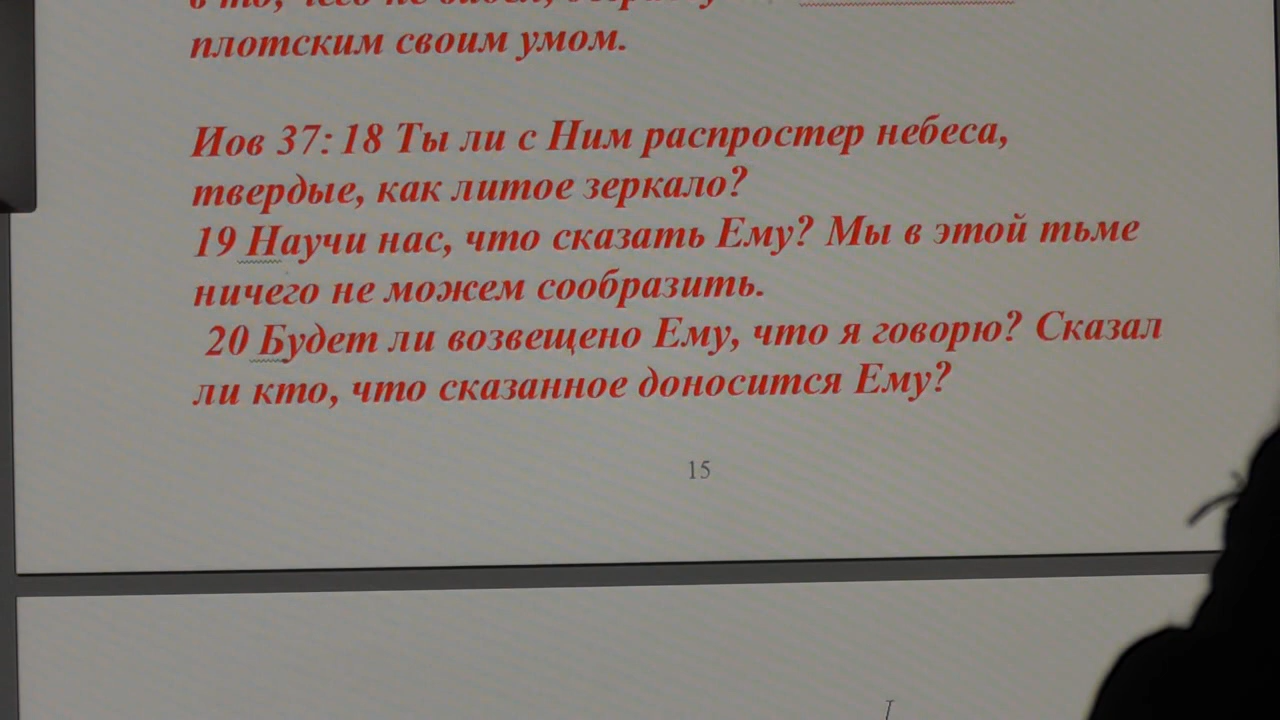 плотским своим умом.
Иов 37: 18 Ты ли с Ним распростер небеса,
твердые, как литое зеркало?
19 Научи нас, что сказать Ему? Мы в этой тьме
ничего не можем сообразить.
20 Будет ли возвещено Ему, что я говорю? Сказал
ли кто, что сказанное доносится Ему?
15